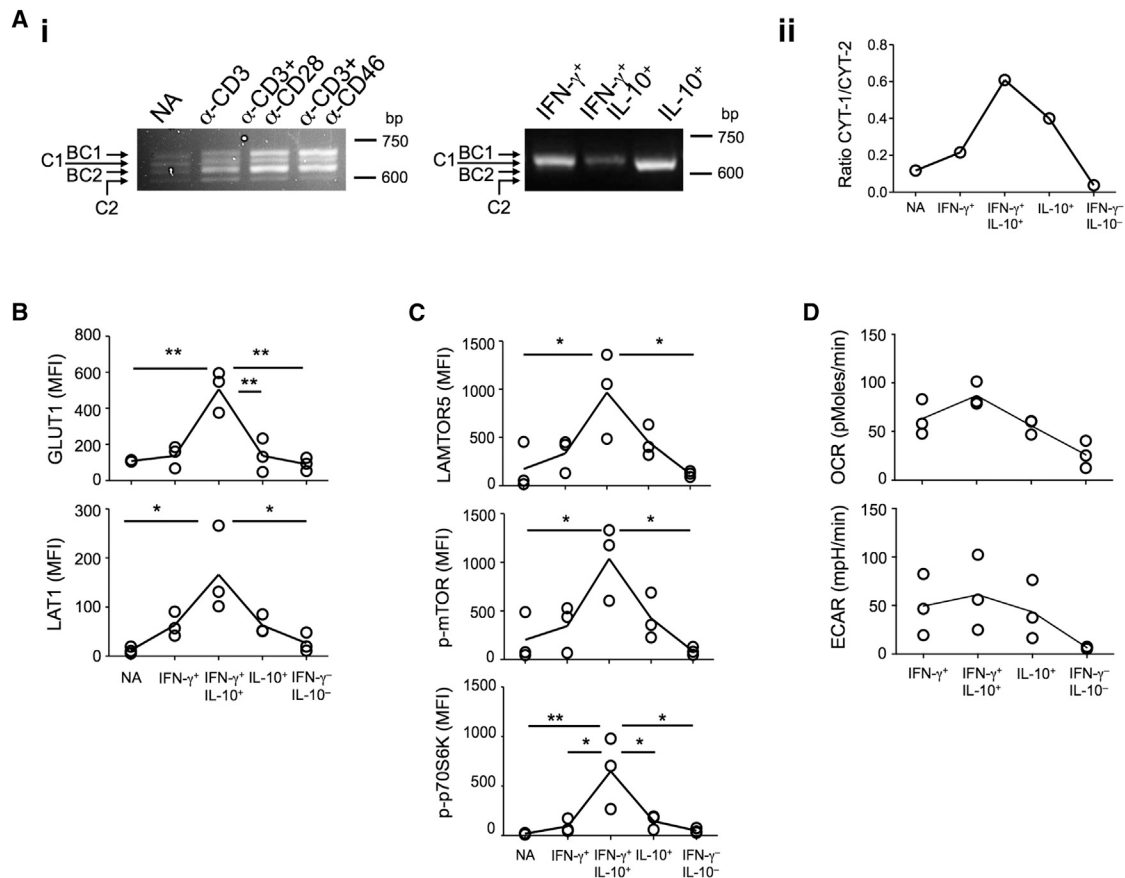 A
i
NA
α-CD3
α-CD3+
α-CD28
α-CD3+
α-CD46
bp
750
600
BC1
C1
BC2
C2
IFN-γ+
IFN-γ+
IL-10+
IL-10+
bp
750
600
BC1
C1
BC2
C2
ii
Ratio CYT-1/CYT-2
0.8
0.6
0.4
0.2
0.0
NA IFN-γ+ IFN-γ+ IL-10+ IFN-γ–
IL-10+ IL-10–
B
GLUT1 (MFI)
800
600
400
200
0
** **
**
LAT1 (MFI)
300
200
100
0
* *
NA IFN-γ+ IFN-γ+ IL-10+ IFN-γ–
IL-10+ IL-10–
C
LAMTOR5 (MFI)
1500
1000
500
0
* *
p-mTOR (MFI)
1500
1000
500
0
* *
p-p70S6K (MFI)
1500
1000
500
0
** *
* *
NA IFN-γ+ IFN-γ+ IL-10+ IFN-γ–
IL-10+ IL-10–
D
OCR (pMoles/min)
150
100
50
0
ECAR (mpH/min)
150
100
50
0
IFN-γ+ IFN-γ+ IL-10+ IFN-γ–
IL-10+ IL-10–